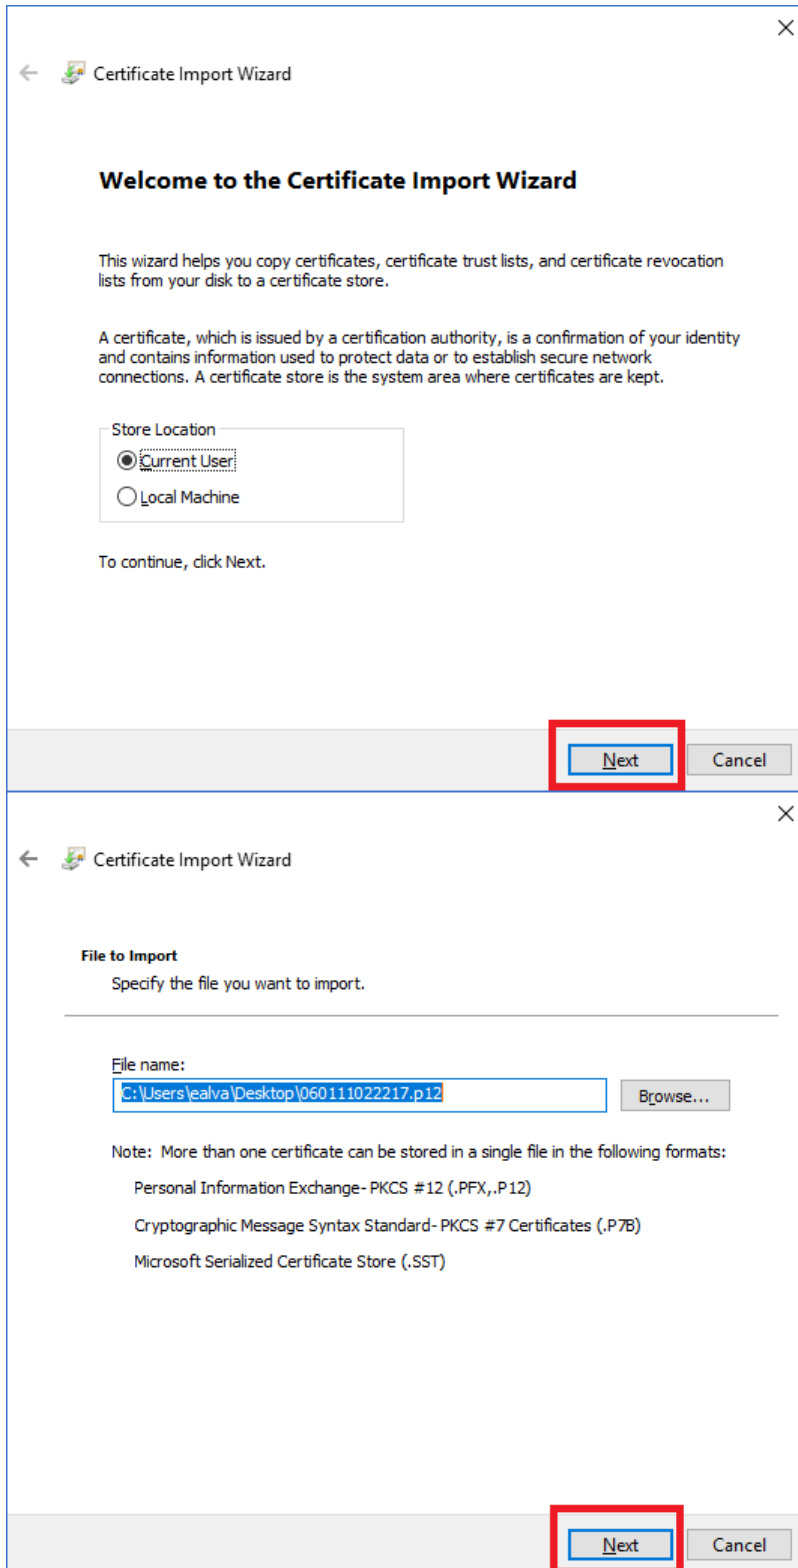 Certificate Import Wizard
Welcome to the Certificate Import Wizard
This wizard helps you copy certificates, certificate trust lists, and certificate revocation
lists from your disk to a certificate store.
A certificate, which is issued by a certification authority, is a confirmation of your identity
and contains information used to protect data or to establish secure network
connections. A certificate store is the system area where certificates are kept.
Store Location
Current User
Local Machine
To continue, click Next.
Next Cancel
Certificate Import Wizard
File to Import
Specify the file you want to import.
File name:
C:\Users\ealva\Desktop\060111022217.p12 Browse...
Note: More than one certificate can be stored in a single file in the following formats:
Personal Information Exchange- PKCS #12 (.PFX,.P12)
Cryptographic Message Syntax Standard- PKCS #7 Certificates (.P7B)
Microsoft Serialized Certificate Store (.SST)
Next Cancel